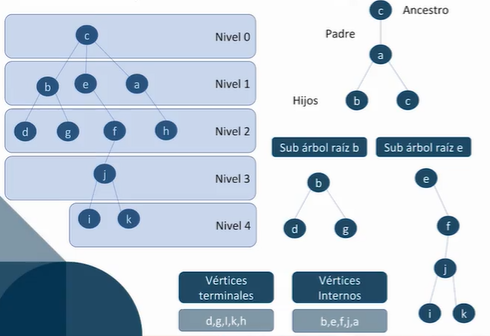 c
Nivel 0
b
e
a
Nivel 1
d
g
f
h
Nivel 2
j
Nivel 3
i
k
Nivel 4
c
Ancestro
Padre
a
Hijos
b
c
Sub árbol raíz b
b
d
g
Sub árbol raíz e
e
f
j
i
k
Vértices
terminales
d,g,I,k,h
Vértices
Internos
b,e,f,j,a